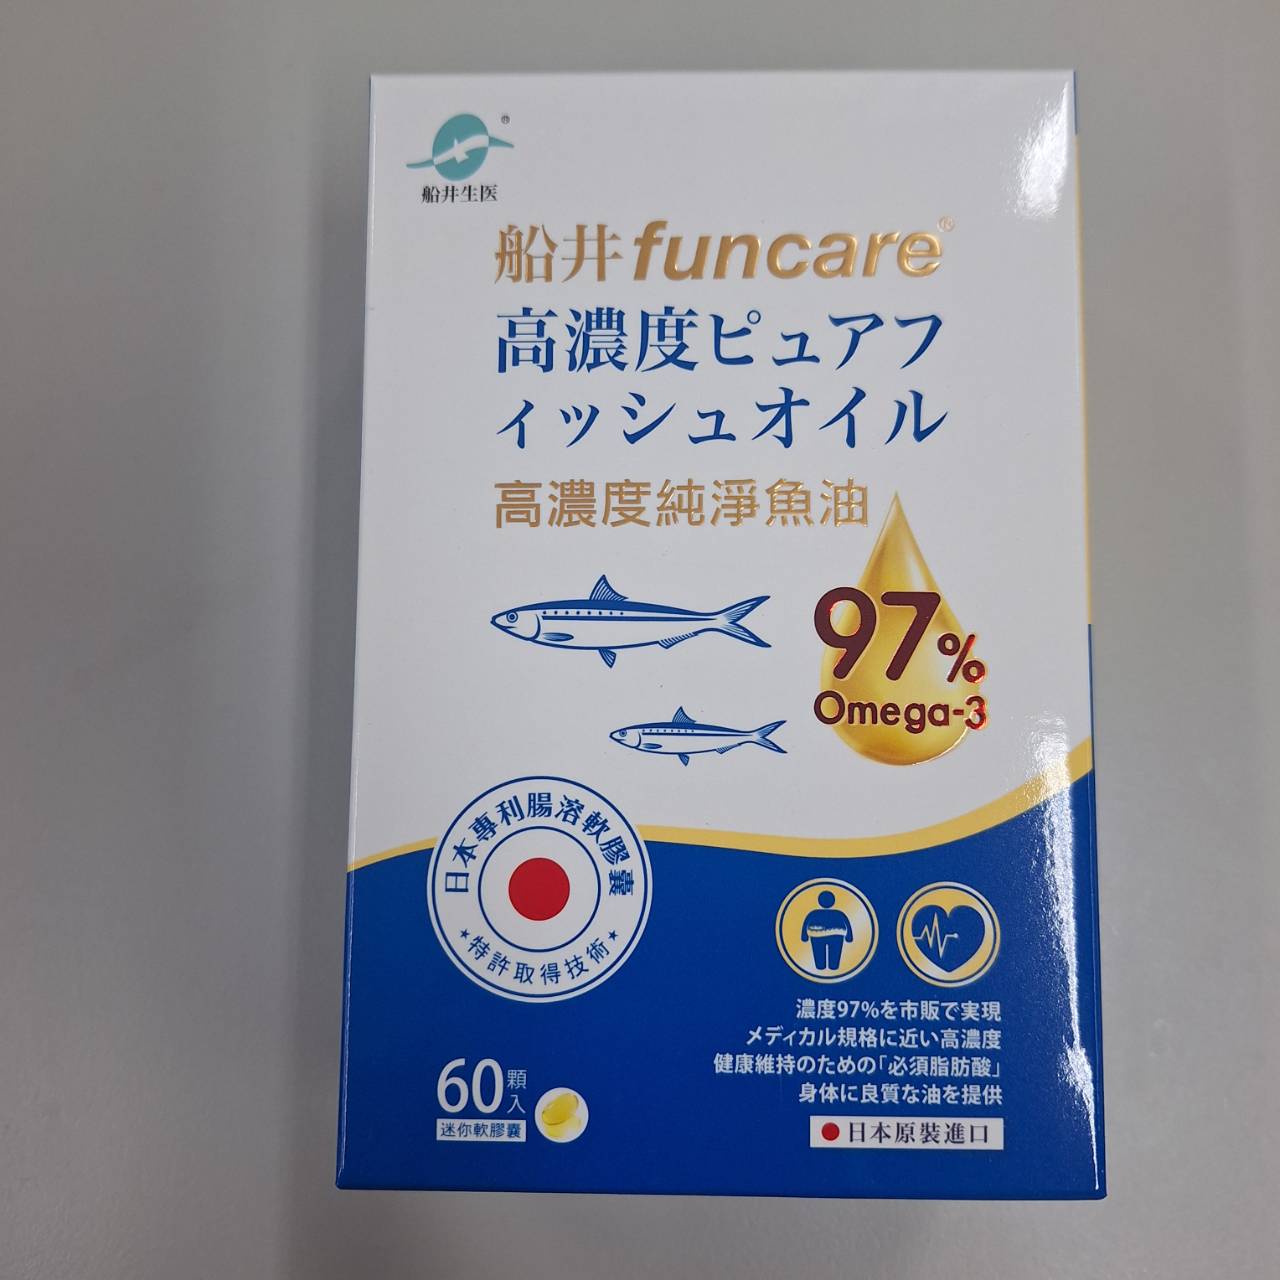 ®
船井生医
船井funcare®
高濃度ピュアフ
ィッシュオイル
高濃度純淨魚油
97%
Omega-3
日本專利腸溶軟膠囊
★特許取得技術★
濃度97%を市販で実現
メディカル規格に近い高濃度
健康維持のための「必須脂肪酸」
身体に良質な油を提供
60顆入
迷你軟膠囊
日本原裝進口